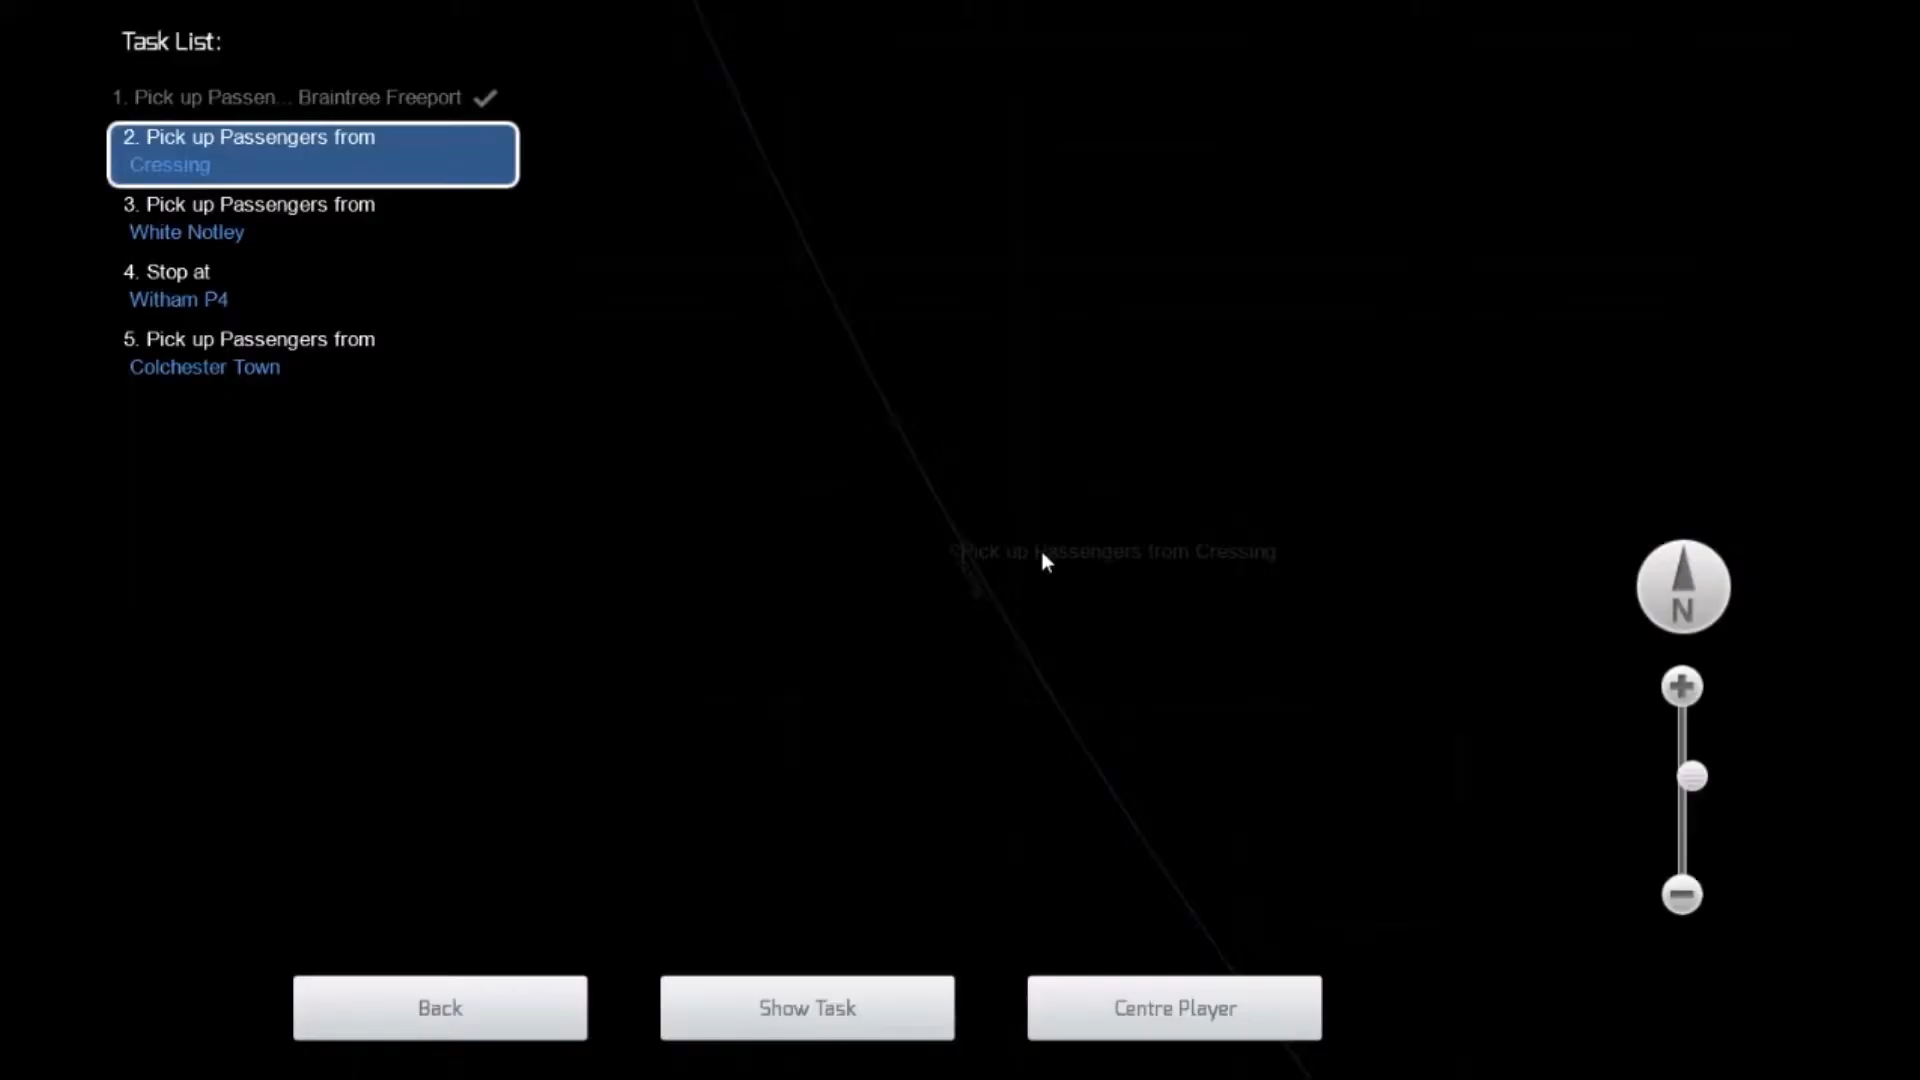 Task List:
1. Pick up Passen... Braintree Freeport
2. Pick up Passengers from
Cressing
3. Pick up Passengers from
White Notley
4. Stop at
Witham P4
5. Pick up Passengers from
Colchester Town
Pick up Passengers from Cressing
N
Back
Show Task
Centre Player